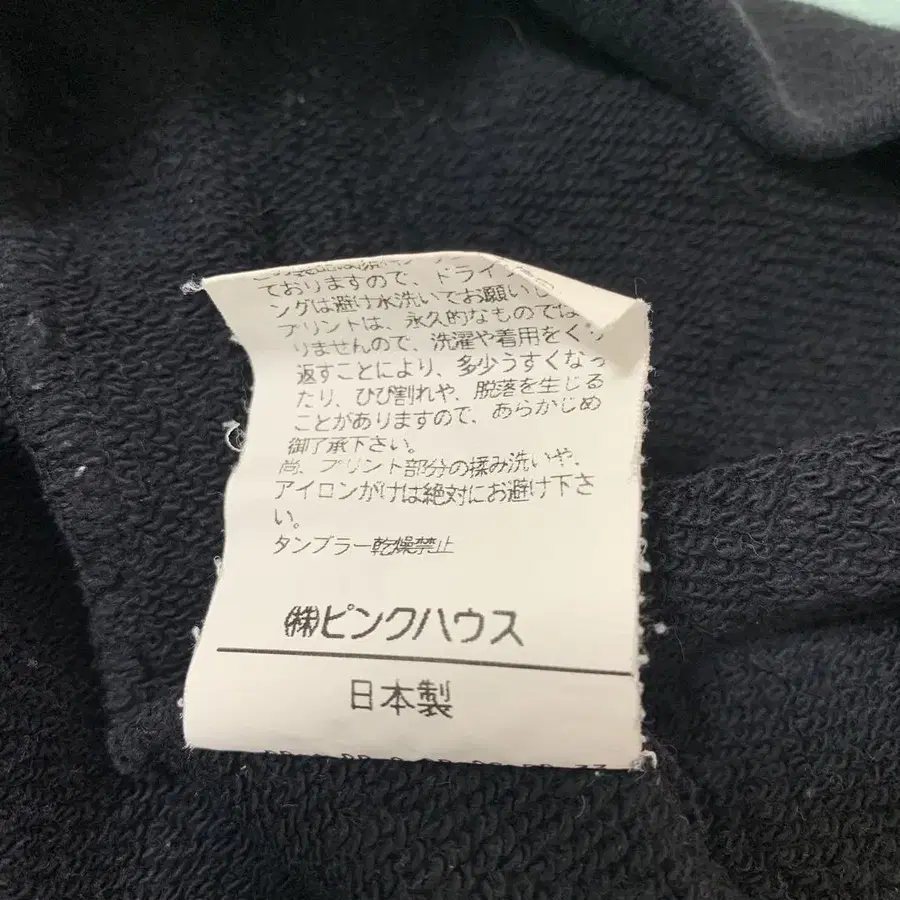 ておりますので、ドライ
ングは避け水洗いでお願い
プリントは、永久的なものでは
りませんので、洗濯や着用をく
返すことにより、多少うすくなっ
たり、ひび割れや、脱落を生じる
ことがありますので、あらかじめ
御了承下さい。
尚、プリント部分の揉み洗いや、
アイロンがけは絶対にお避け下さ
い。
タンブラー乾燥禁止
㈱ピンクハウス
日本製